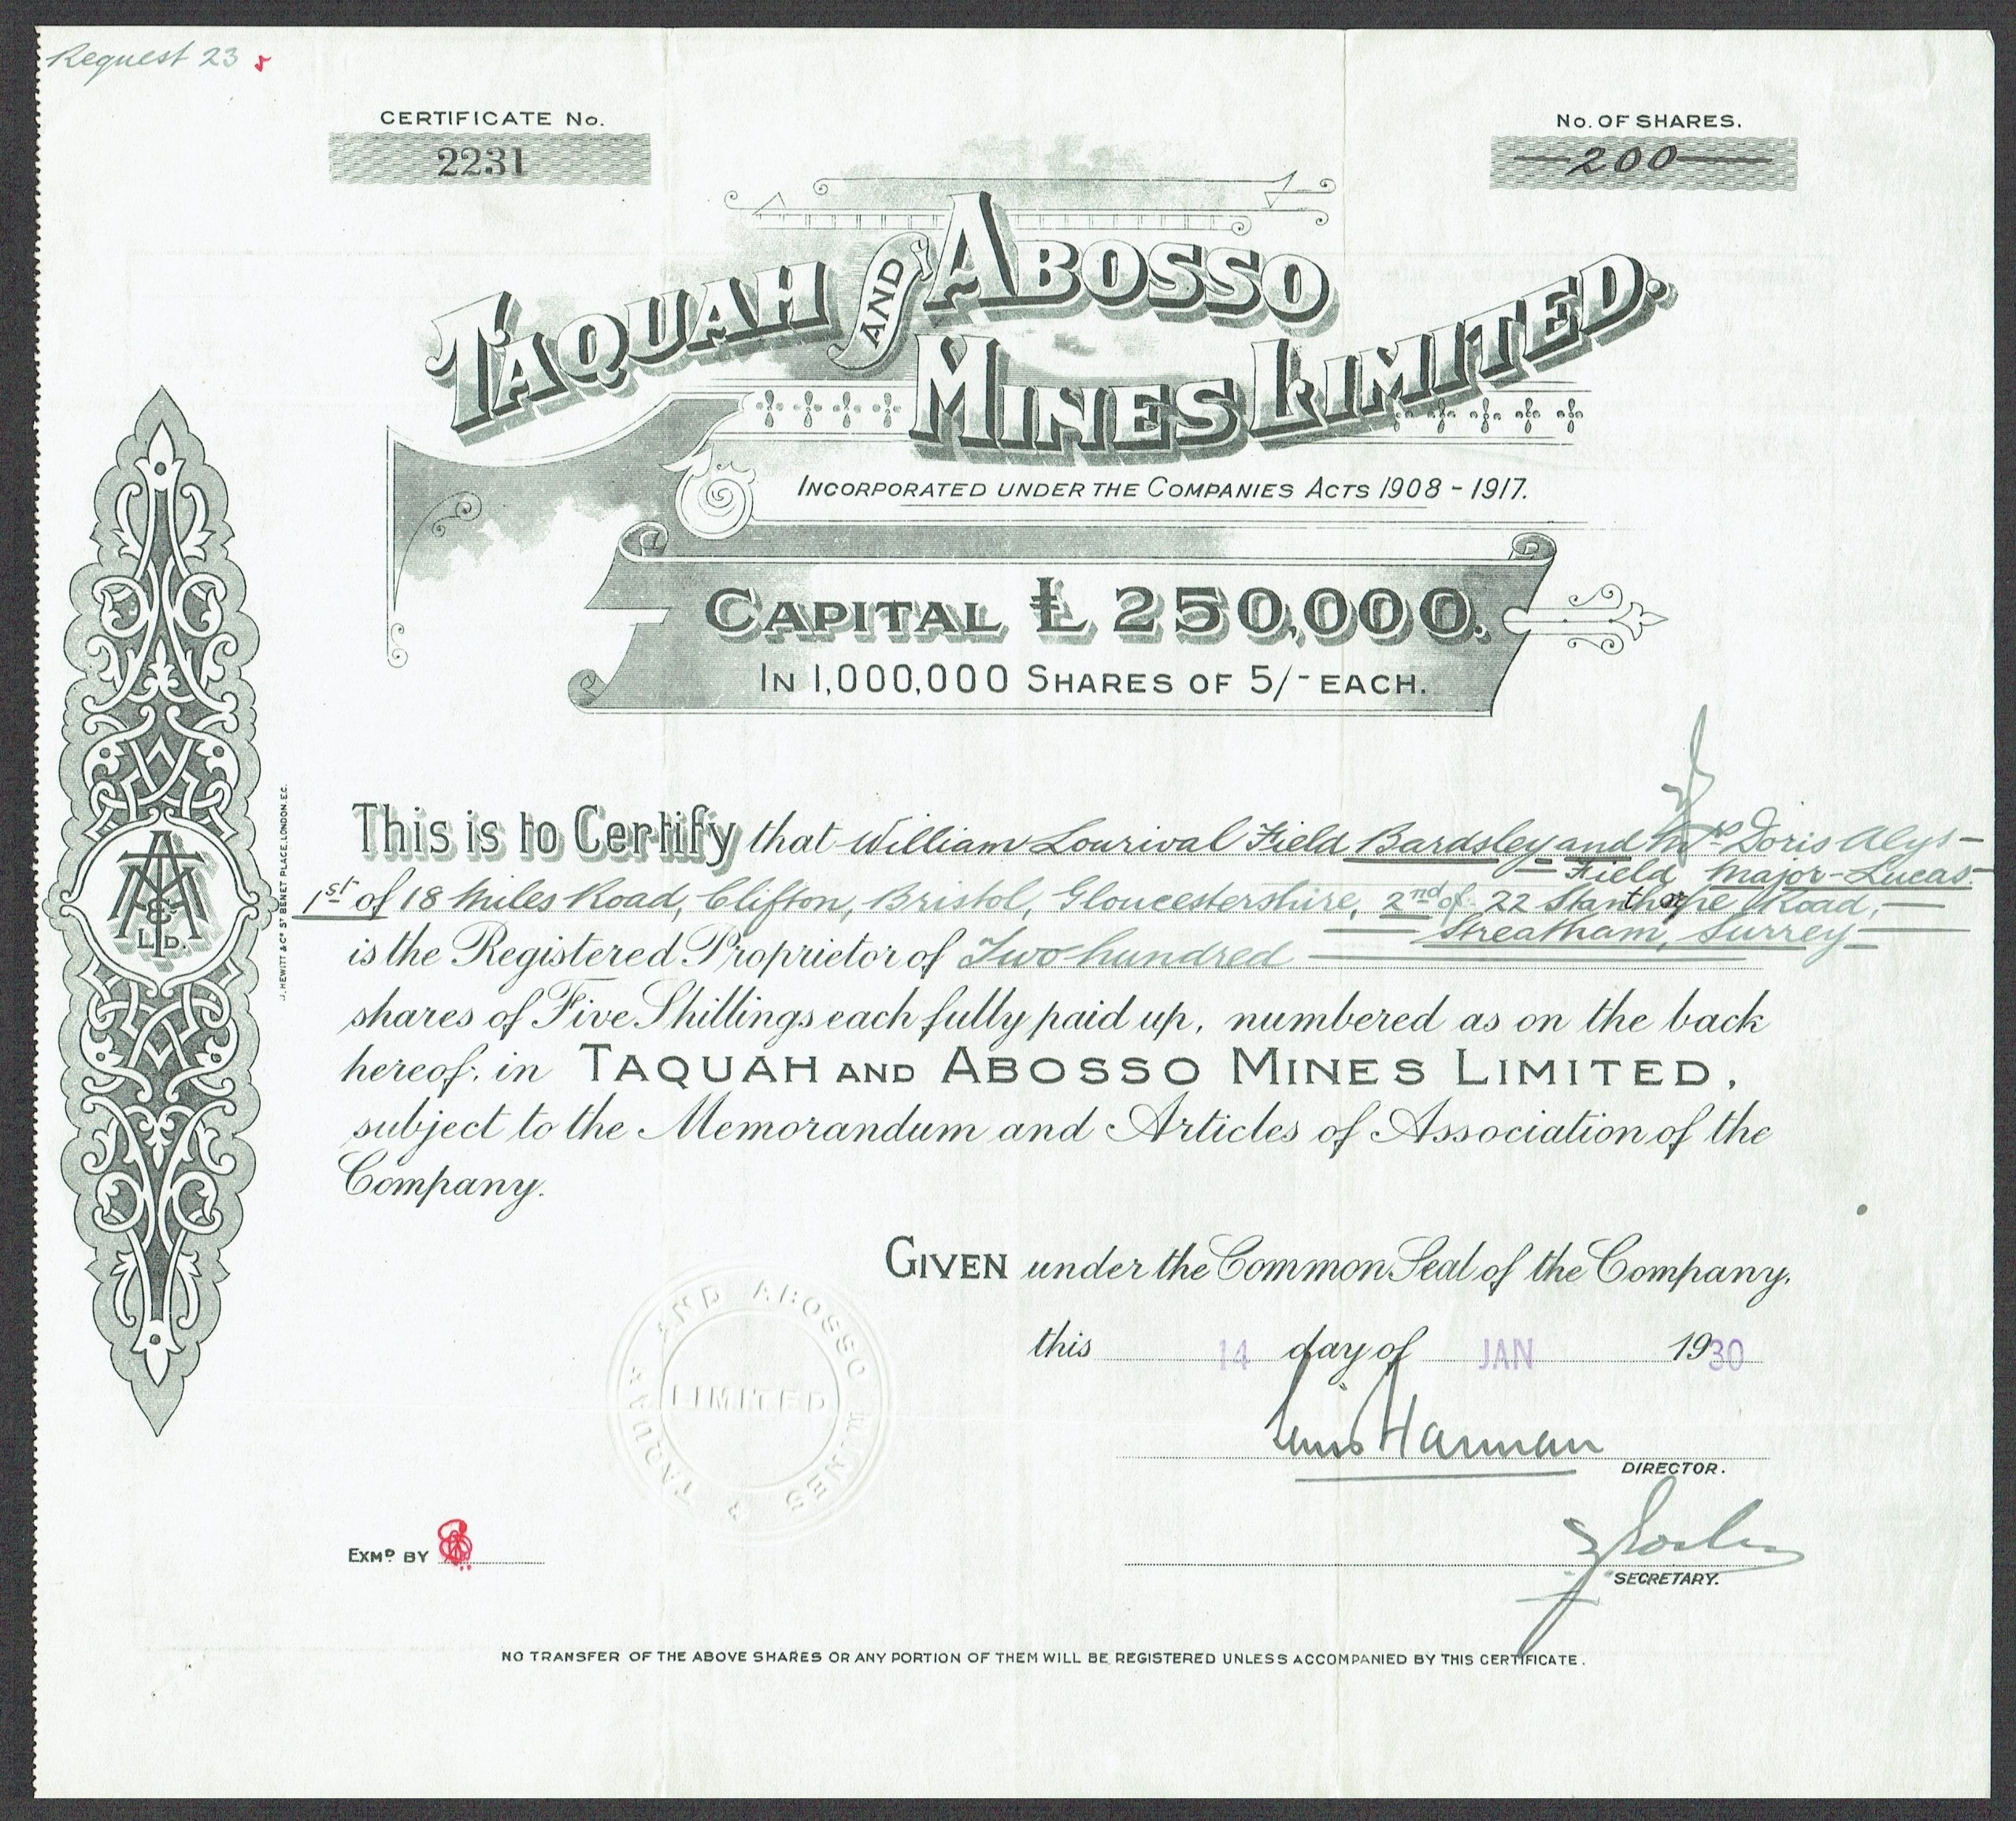 Request 23
CERTIFICATE No.
2231
No. OF SHARES.
200
TAQUAH AND ABOSSO
MINES LIMITED.
INCORPORATED UNDER THE COMPANIES ACTS 1908 - 1917.
CAPITAL £ 250,000.
IN 1,000,000 SHARES OF 5/- EACH.
This is to Certify that William Lourival Field Bardsley and Mrs Doris Alys
Field Major-Lucas
1st of 18 Miles Road, Clifton, Bristol, Gloucestershire, 2nd of 22 Stanthorpe Road,
Streatham, Surrey
is the Registered Proprietor of Two hundred
shares of Five Shillings each fully paid up, numbered as on the back
hereof, in TAQUAH AND ABOSSO MINES LIMITED,
subject to the Memorandum and Articles of Association of the
Company.
GIVEN under the Common Seal of the Company,
this 14 day of JAN 1930
Harman
DIRECTOR.
SECRETARY.
EXMD. BY
TAQUAH AND ABOSSO MINES
LIMITED
NO TRANSFER OF THE ABOVE SHARES OR ANY PORTION OF THEM WILL BE REGISTERED UNLESS ACCOMPANIED BY THIS CERTIFICATE.
TAAM & LTD.
J. HEWITT & CO. ST BENET PLACE, LONDON, E.C.